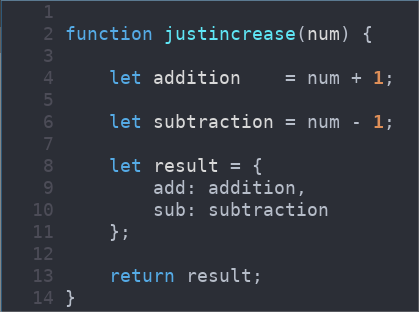 1
2 function justincrease(num) {
3
4     let addition    = num + 1;
5
6     let subtraction = num - 1;
7
8     let result = {
9         add: addition,
10         sub: subtraction
11     };
12
13     return result;
14 }